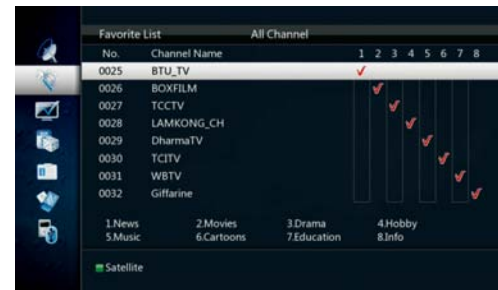 Favorite List All Channel
No. Channel Name 1 2 3 4 5 6 7 8
0025 BTU_TV
0026 BOXFILM
0027 TCCTV
0028 LAMKONG_CH
0029 DharmaTV
0030 TCITV
0031 WBTV
0032 Giffarine
1.News 2.Movies 3.Drama 4.Hobby
5.Music 6.Cartoons 7.Education 8.Info
Satellite